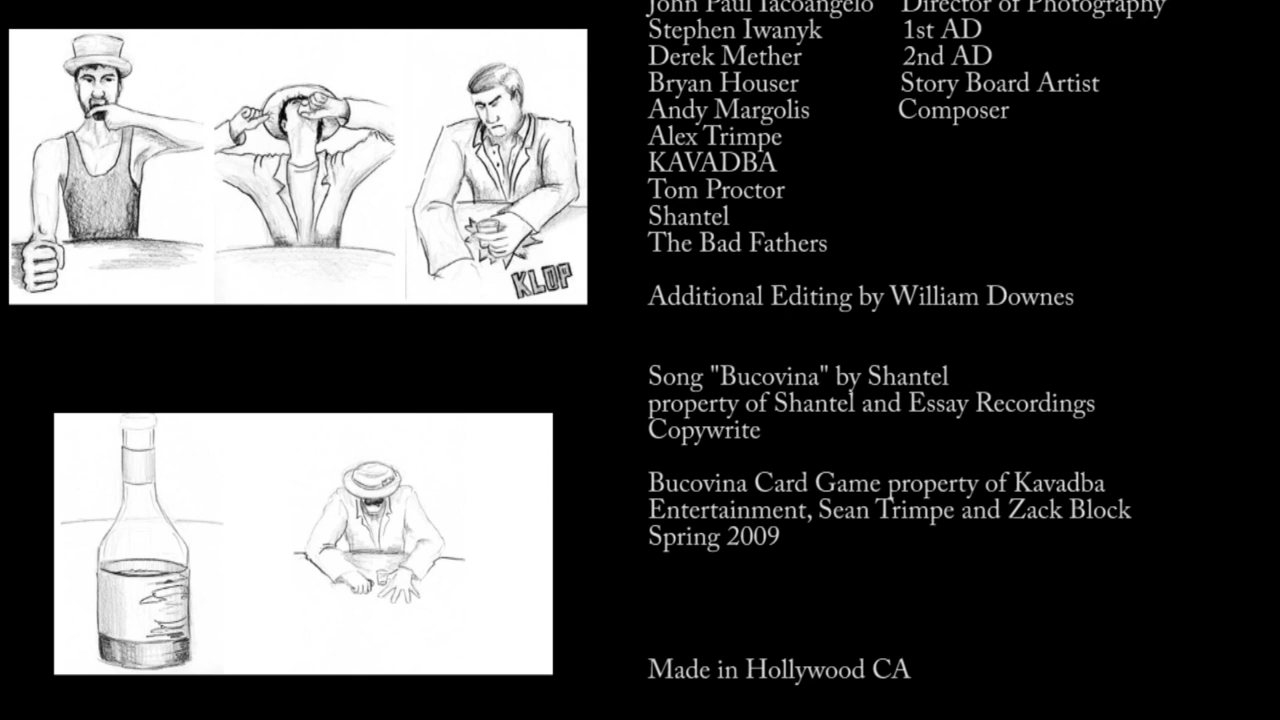 John Paul Iacoangelo Director of Photography
Stephen Iwanyk 1st AD
Derek Mether 2nd AD
Bryan Houser Story Board Artist
Andy Margolis Composer
Alex Trimpe
KAVADBA
Tom Proctor
Shantel
The Bad Fathers
Additional Editing by William Downes
Song "Bucovina" by Shantel
property of Shantel and Essay Recordings
Copywrite
Bucovina Card Game property of Kavadba
Entertainment, Sean Trimpe and Zack Block
Spring 2009
Made in Hollywood CA
KLOP